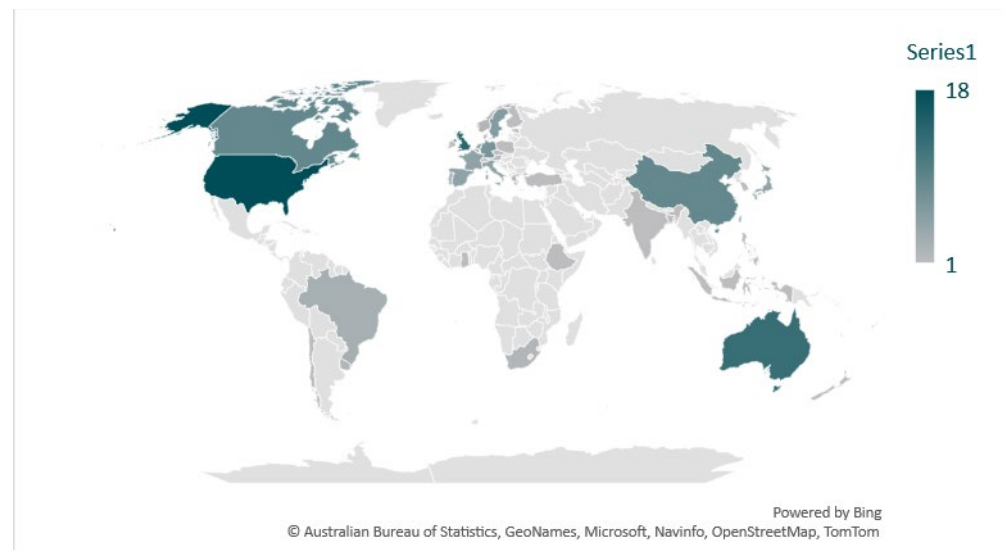 Series1
18
1
Powered by Bing
© Australian Bureau of Statistics, GeoNames, Microsoft, Navinfo, OpenStreetMap, TomTom